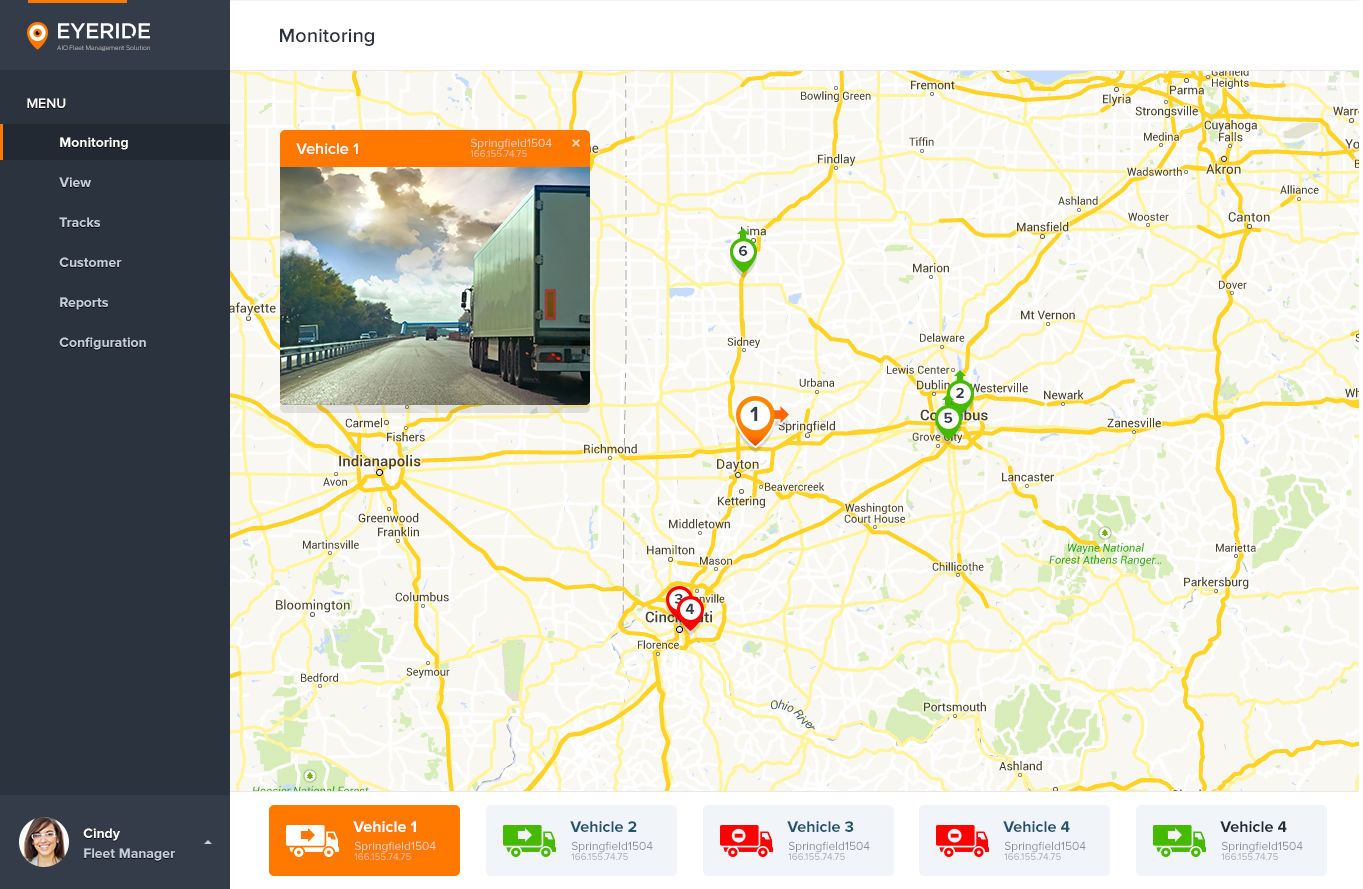 EYERIDE
AIO Fleet Management Solution
MENU
Monitoring
View
Tracks
Customer
Reports
Configuration
Cindy
Fleet Manager
Monitoring
Vehicle 1
Springfield1504
166.155.74.75
×
Bowling Green
Fremont
Elyria
Parma
Garfield
Heights
Strongsville
Medina
Cuyahoga
Falls
Wadsworth
Akron
Tiffin
Findlay
Alliance
Ashland
Wooster
Canton
Mansfield
Lima
6
Marion
Dover
Mt Vernon
Sidney
Delaware
Lewis Center
Dublin
Westerville
2
Urbana
Newark
Zanesville
1
Springfield
5
Grove City
Carmel
Fishers
Indianapolis
Avon
Richmond
Dayton
Beavercreek
Kettering
Lancaster
Greenwood
Franklin
Washington
Court House
Middletown
Martinsville
Hamilton
Mason
Wayne National
Forest Athens Ranger...
Marietta
Chillicothe
Parkersburg
Bloomington
Columbus
3
4
Florence
Seymour
Bedford
Ohio River
Portsmouth
Ashland
Hoosier National Forest
Vehicle 1
Springfield1504
166.155.74.75
Vehicle 2
Springfield1504
166.155.74.75
Vehicle 3
Springfield1504
166.155.74.75
Vehicle 4
Springfield1504
166.155.74.75
Vehicle 4
Springfield1504
166.155.74.75